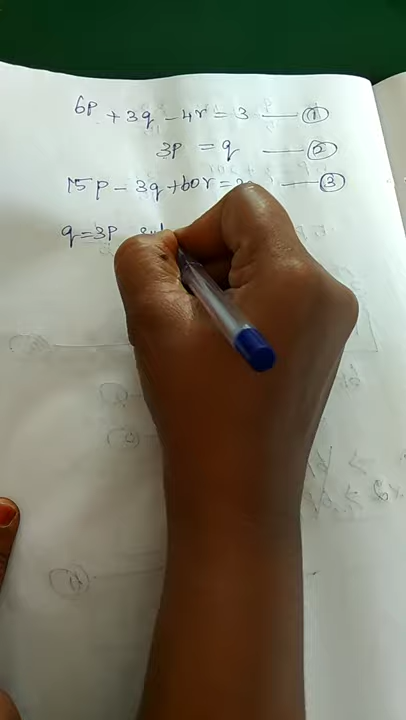 6p + 3q - 4r = 3 — ①
3p = q — ②
15p - 3q + 60r = — ③
q = 3p